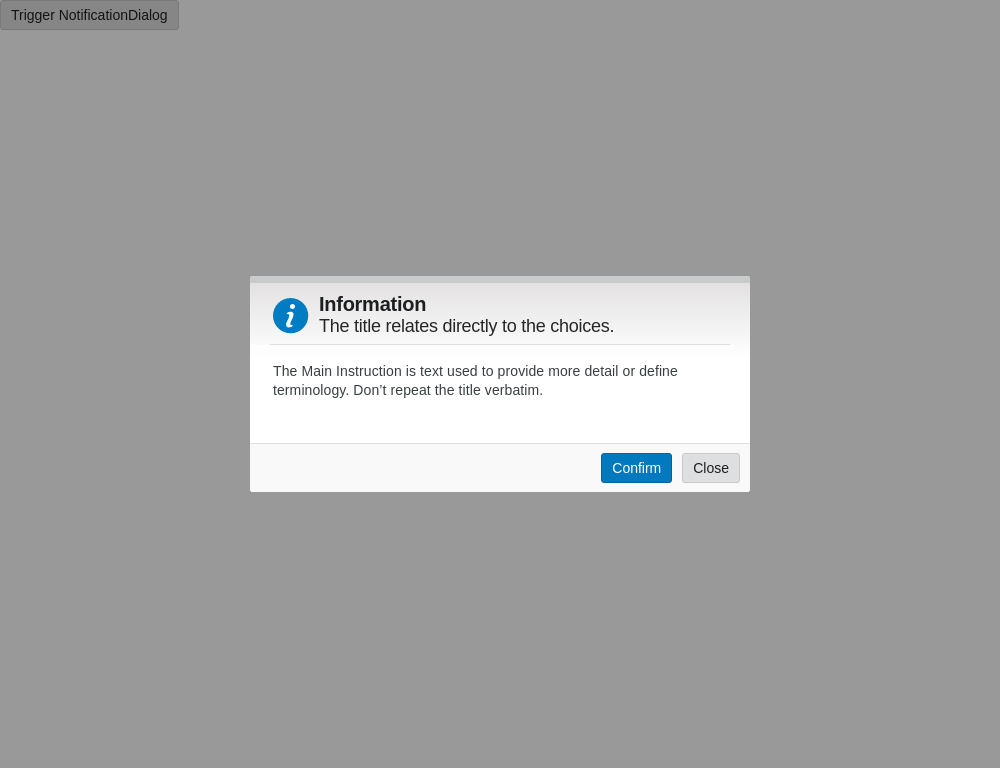 Trigger NotificationDialog
Information
The title relates directly to the choices.
The Main Instruction is text used to provide more detail or define
terminology. Don’t repeat the title verbatim.
Confirm Close